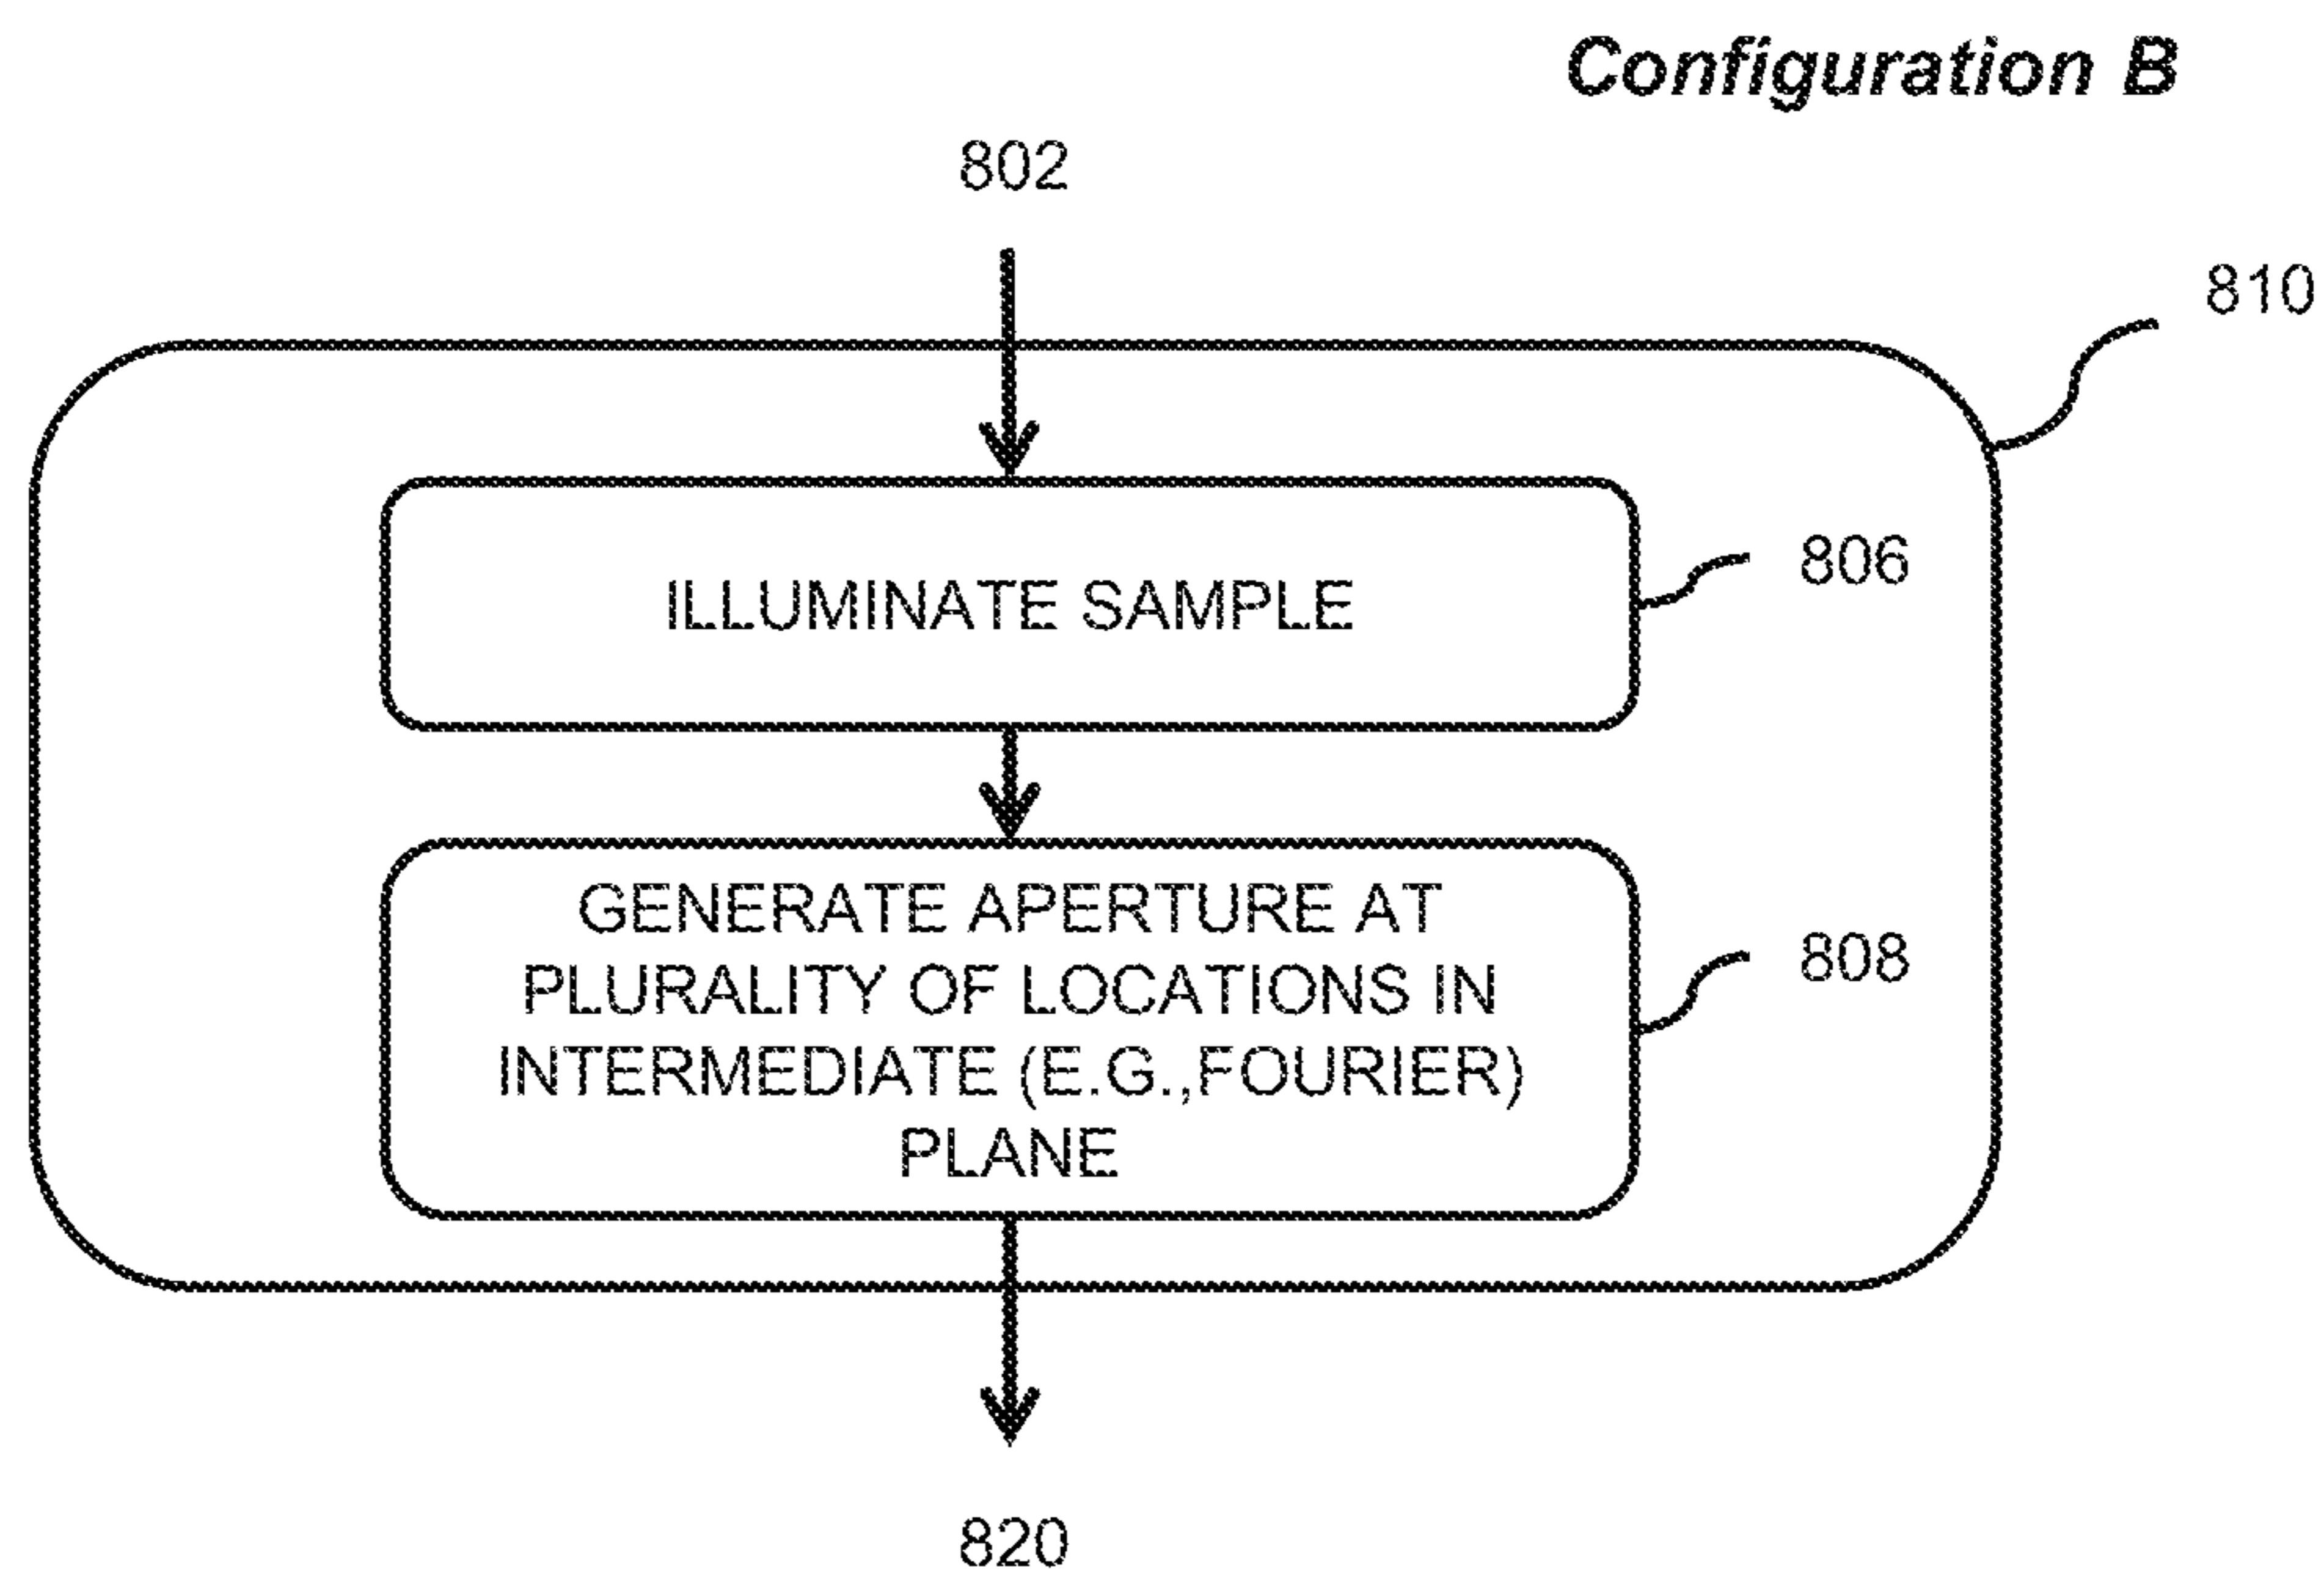 Configuration B
802
810
ILLUMINATE SAMPLE
806
GENERATE APERTURE AT
PLURALITY OF LOCATIONS IN
INTERMEDIATE (E.G.,FOURIER)
PLANE
808
820